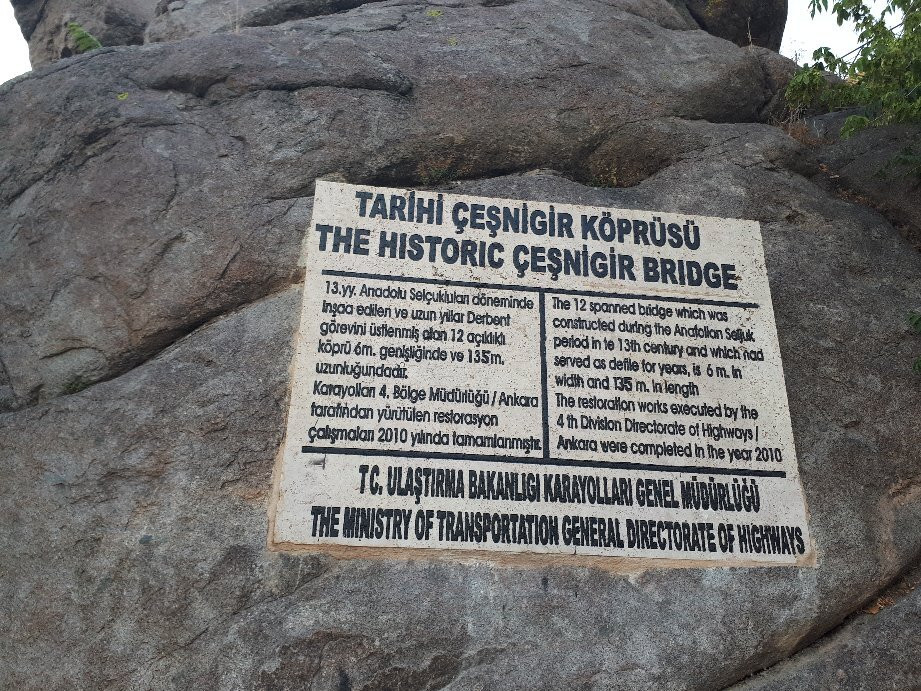 TARİHİ ÇEŞNİGİR KÖPRÜSÜ
THE HISTORIC ÇEŞNİGİR BRIDGE
13.yy. Anadolu Selçukluları döneminde
inşaa edileri ve uzun yıllar Derbent
görevini üstlenmiş olan 12 açıklıklı
köprü 6m. genişliğinde ve 135m.
uzunluğundadır.
Karayolları 4. Bölge Müdürlüğü / Ankara
tarafından yürütülen restorasyon
çalışmaları 2010 yılında tamamlanmıştır.
The 12 spanned bridge which was
constructed during the Anatolian Seljuk
period in te 13th century and which had
served as defile for years, is 6 m. in
width and 135 m. in length
The restoration works executed by the
4 th Division Directorate of Highways /
Ankara were completed in the year 2010
TC. ULAŞTIRMA BAKANLIGI KARAYOLLARI GENEL MÜDÜRLÜĞÜ
THE MINISTRY OF TRANSPORTATION GENERAL DIRECTORATE OF HIGHWAYS